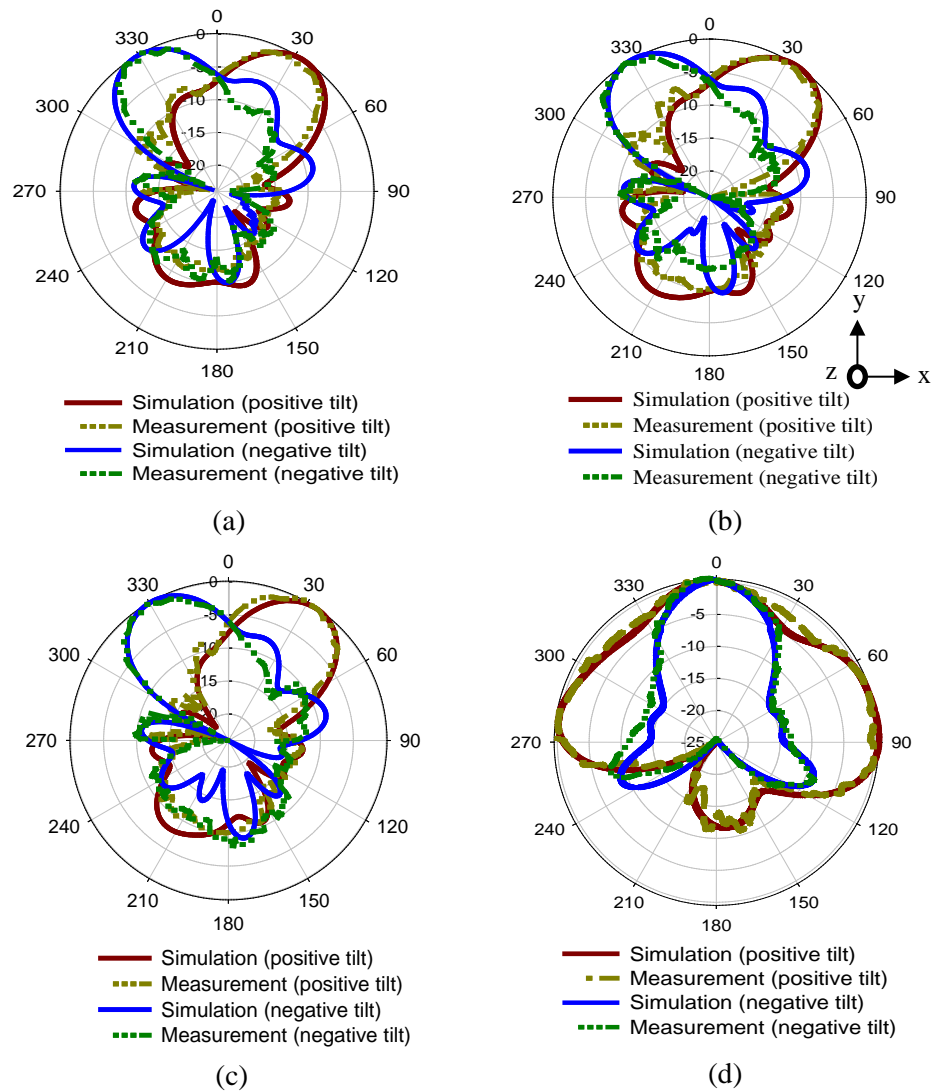 0
30
60
90
120
150
180
210
240
270
300
330
0
-5
-10
-15
20
Simulation (positive tilt)
Measurement (positive tilt)
Simulation (negative tilt)
Measurement (negative tilt)
(a)
0
30
60
90
120
150
180
210
240
270
300
330
0
-5
-10
-15
20
y
z
x
Simulation (positive tilt)
Measurement (positive tilt)
Simulation (negative tilt)
Measurement (negative tilt)
(b)
0
30
60
90
120
150
180
210
240
270
300
330
0
-5
10
15
Simulation (positive tilt)
Measurement (positive tilt)
Simulation (negative tilt)
Measurement (negative tilt)
(c)
0
30
60
90
120
150
180
210
240
270
300
330
0
-5
-10
-15
-20
-25
Simulation (positive tilt)
Measurement (positive tilt)
Simulation (negative tilt)
Measurement (negative tilt)
(d)